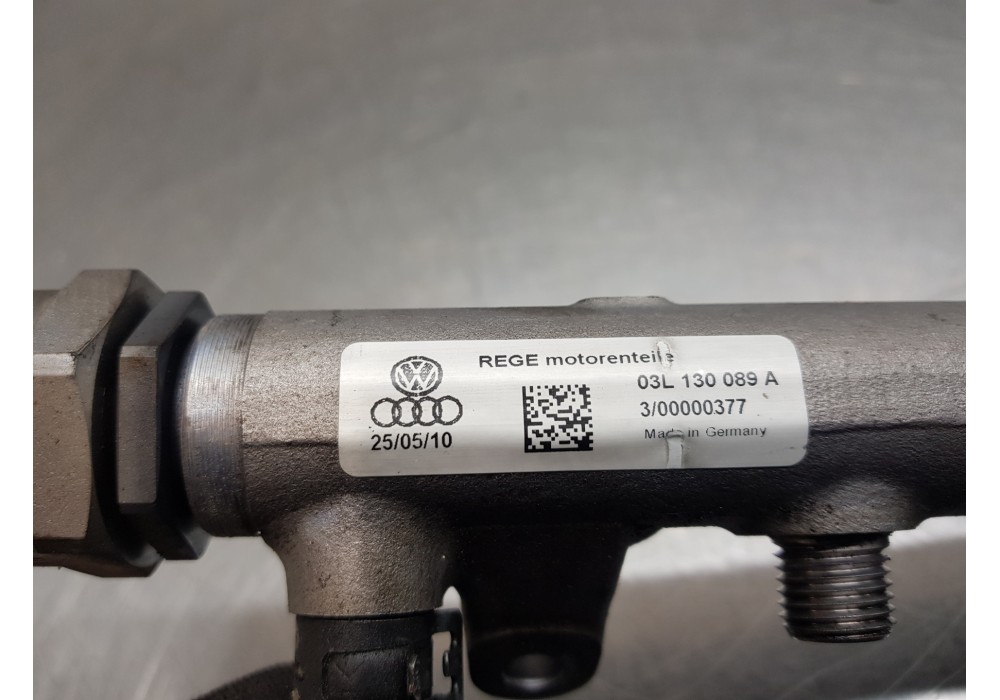 REGE motorenteile
03L 130 089 A
3/00000377
Made in Germany
25/05/10